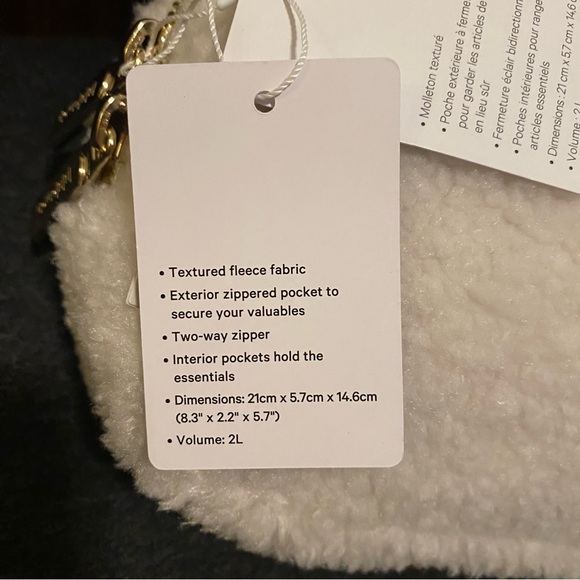 • Textured fleece fabric
• Exterior zippered pocket to
secure your valuables
• Two-way zipper
• Interior pockets hold the
essentials
• Dimensions: 21cm x 5.7cm x 14.6cm
(8.3" x 2.2" x 5.7")
• Volume: 2L
• Molleton texturé
• Poche extérieure à
pour garder les articles de
en lieu sûr
• Fermeture éclair
• Poches intérieures pour
articles essentiels
• Dimensions: 21 cm x 5.7 cm x 14.6
• Volume: